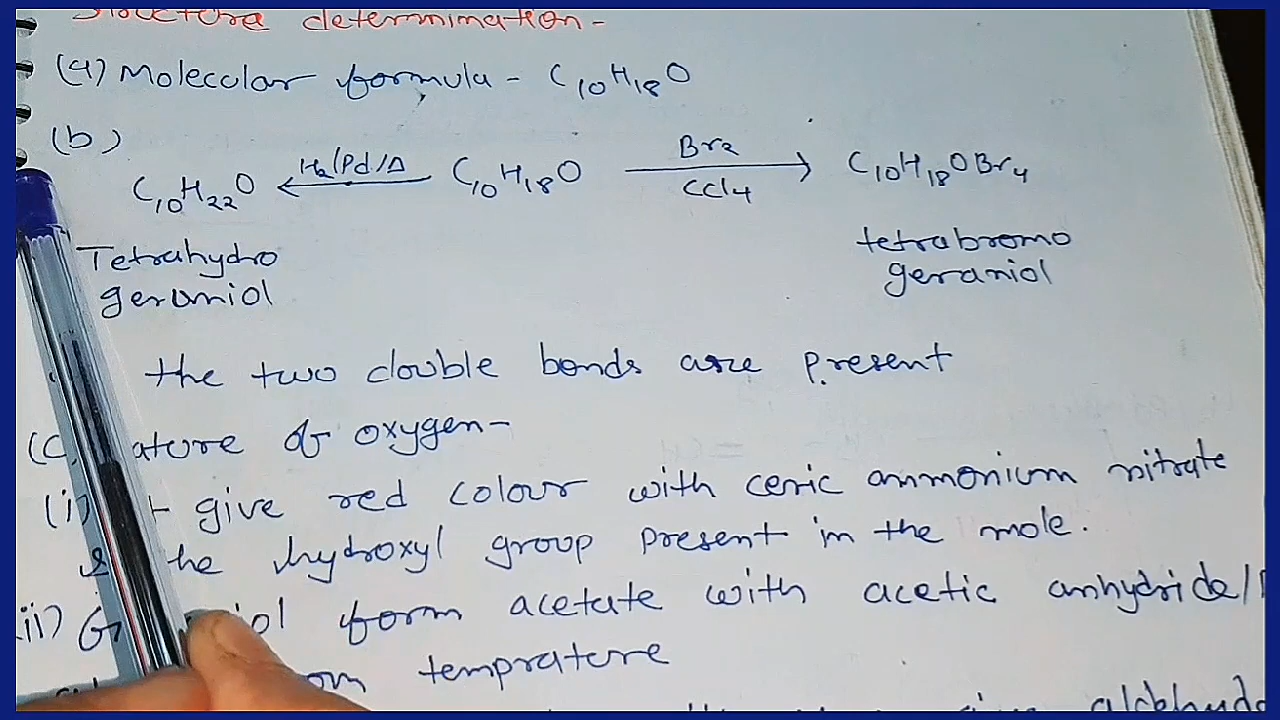 Structure determination -
(a) Molecular formula - C10H18O
(b)
C10H22O <- H2/Pd/Δ C10H18O Br2 / CCl4 -> C10H18OBr4
Tetrahydro
geraniol
tetrabromo
geraniol
the two double bonds are present
(c) ature of oxygen -
(i) give red colour with ceric ammonium nitrate
the hydroxyl group present in the mole.
ii) form acetate with acetic anhydride/
temprature